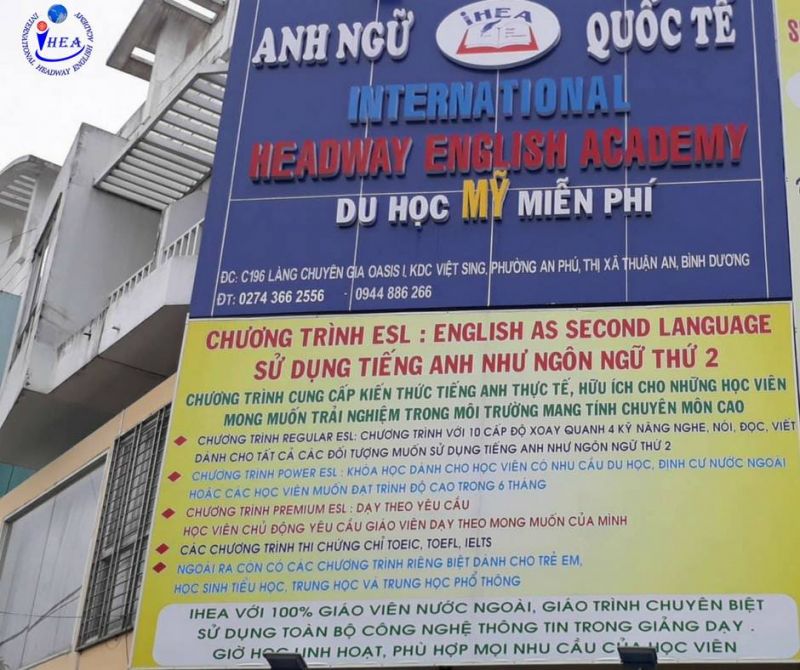 iHEA
INTERNATIONAL HEADWAY ENGLISH ACADEMY
ANH NGỮ iHEA QUỐC TẾ
INTERNATIONAL
HEADWAY ENGLISH ACADEMY
DU HỌC MỸ MIỄN PHÍ
ĐC: C196 LÀNG CHUYÊN GIA OASIS I, KDC VIỆT SING, PHƯỜNG AN PHÚ, THỊ XÃ THUẬN AN, BÌNH DƯƠNG
ĐT: 0274 366 2556 - 0944 886 266
CHƯƠNG TRÌNH ESL : ENGLISH AS SECOND LANGUAGE
SỬ DỤNG TIẾNG ANH NHƯ NGÔN NGỮ THỨ 2
CHƯƠNG TRÌNH CUNG CẤP KIẾN THỨC TIẾNG ANH THỰC TẾ, HỮU ÍCH CHO NHỮNG HỌC VIÊN
MONG MUỐN TRẢI NGHIỆM TRONG MÔI TRƯỜNG MANG TÍNH CHUYÊN MÔN CAO
CHƯƠNG TRÌNH REGULAR ESL: CHƯƠNG TRÌNH VỚI 10 CẤP ĐỘ XOAY QUANH 4 KỸ NĂNG NGHE, NÓI, ĐỌC, VIẾT
DÀNH CHO TẤT CẢ CÁC ĐỐI TƯỢNG MUỐN SỬ DỤNG TIẾNG ANH NHƯ NGÔN NGỮ THỨ 2
CHƯƠNG TRÌNH POWER ESL : KHÓA HỌC DÀNH CHO HỌC VIÊN CÓ NHU CẦU DU HỌC, ĐỊNH CƯ NƯỚC NGOÀI
HOẶC CÁC HỌC VIÊN MUỐN ĐẠT TRÌNH ĐỘ CAO TRONG 6 THÁNG
CHƯƠNG TRÌNH PREMIUM ESL : DẠY THEO YÊU CẦU
HỌC VIÊN CHỦ ĐỘNG YÊU CẦU GIÁO VIÊN DẠY THEO MONG MUỐN CỦA MÌNH
CÁC CHƯƠNG TRÌNH THI CHỨNG CHỈ TOEIC, TOEFL, IELTS
NGOÀI RA CÒN CÓ CÁC CHƯƠNG TRÌNH RIÊNG BIỆT DÀNH CHO TRẺ EM,
HỌC SINH TIỂU HỌC, TRUNG HỌC VÀ TRUNG HỌC PHỔ THÔNG
IHEA VỚI 100% GIÁO VIÊN NƯỚC NGOÀI, GIÁO TRÌNH CHUYÊN BIỆT
SỬ DỤNG TOÀN BỘ CÔNG NGHỆ THÔNG TIN TRONG GIẢNG DẠY .
GIỜ HỌC LINH HOẠT, PHÙ HỢP MỌI NHU CẦU CỦA HỌC VIÊN